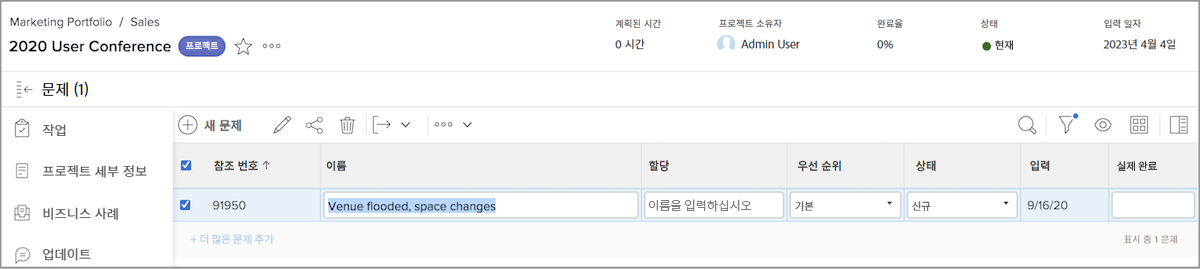 Marketing Portfolio / Sales
2020 User Conference 프로젝트
계획된 시간
0 시간
프로젝트 소유자
Admin User
완료율
0%
상태
현재
입력 일자
2023년 4월 4일
문제 (1)
작업
프로젝트 세부 정보
비즈니스 사례
업데이트
새 문제
참조 번호 ↑ 이름 할당 우선 순위 상태 입력 실제 완료
91950 Venue flooded, space changes 이름을 입력하십시오 기본 신규 9/16/20
+ 더 많은 문제 추가
표시 중 1 문제